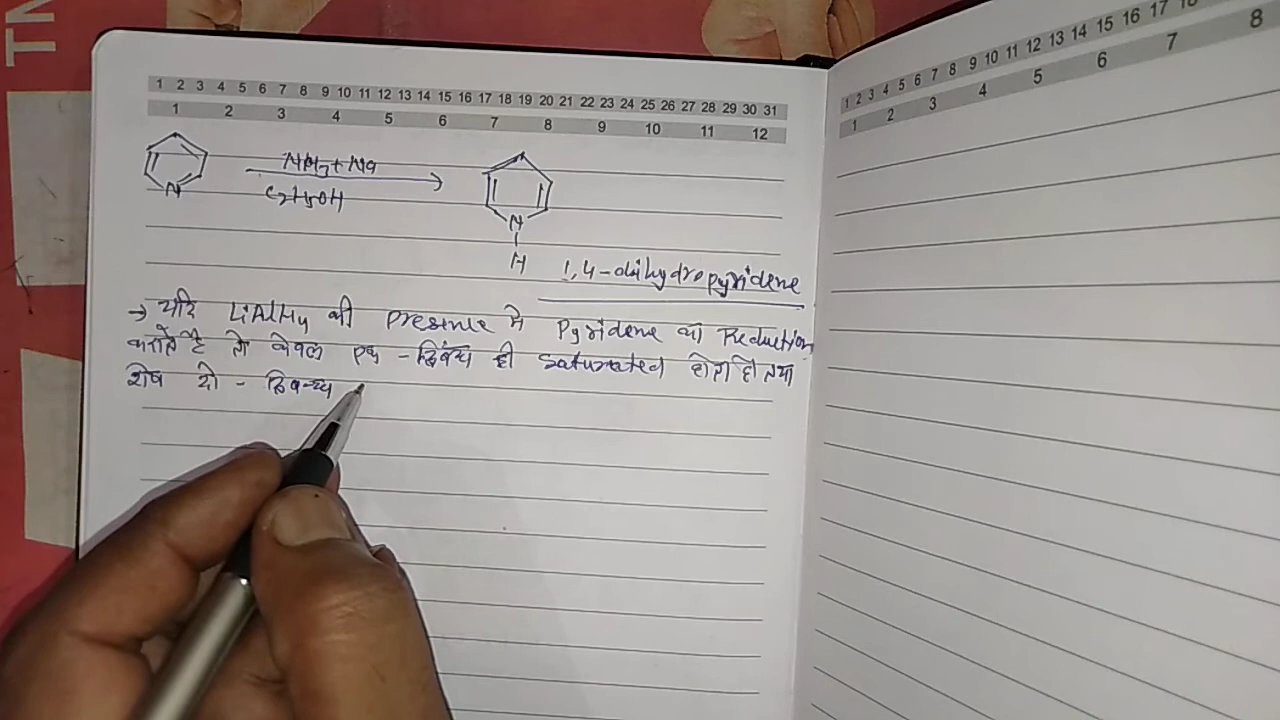 TM
1 2 3 4 5 6 7 8 9 10 11 12 13 14 15 16 17 18 19 20 21 22 23 24 25 26 27 28 29 30 31
1 2 3 4 5 6 7 8 9 10 11 12
NH3 + Na
C2H5OH
N
N
H
1,4-dihydropyridene
→ यदि LiAlH4 की presence मे Pyridene का Reduction
कराते है तो केवल एक - द्विबंध ही saturated होता हो तथा
शेष दो - द्विबन्ध
1 2 3 4 5 6 7 8 9 10 11 12 13 14 15 16 17 18
1 2 3 4 5 6 7 8